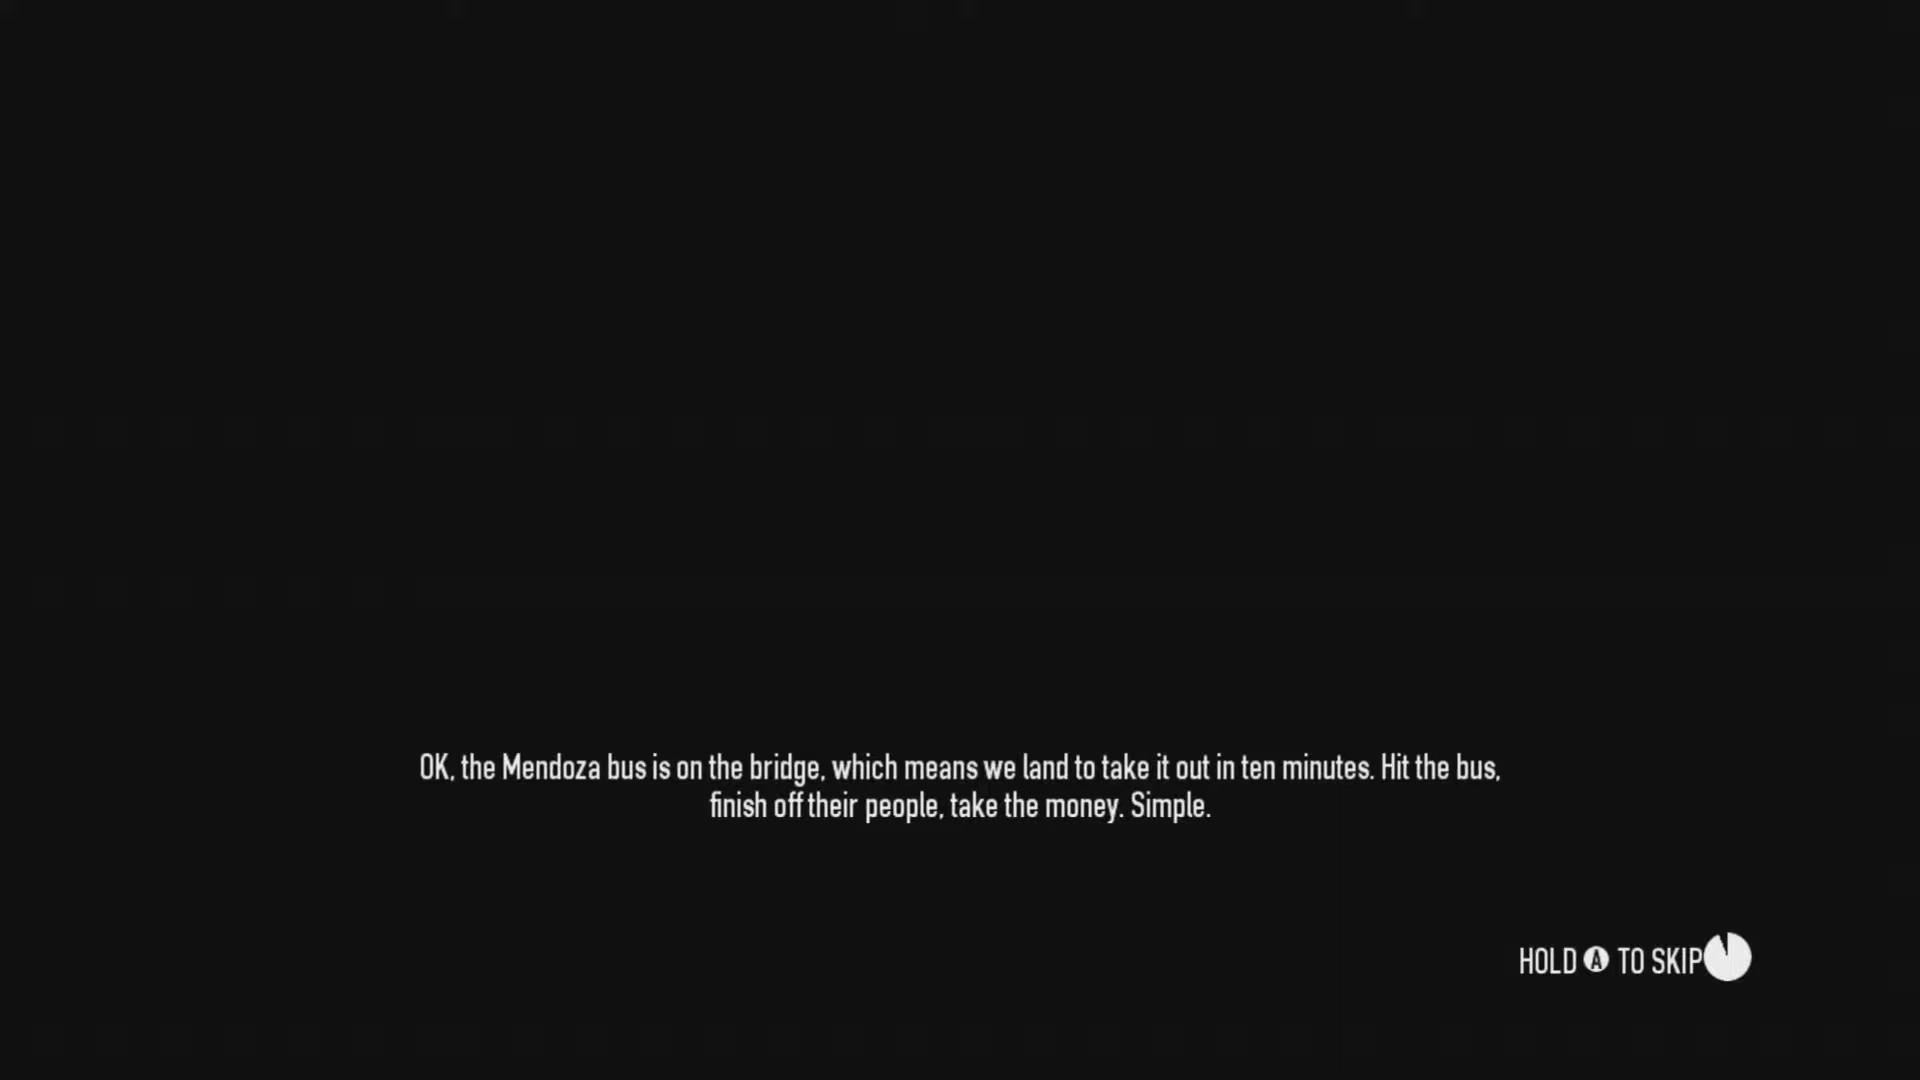 OK, the Mendoza bus is on the bridge, which means we land to take it out in ten minutes. Hit the bus,
finish off their people, take the money. Simple.
HOLD A TO SKIP